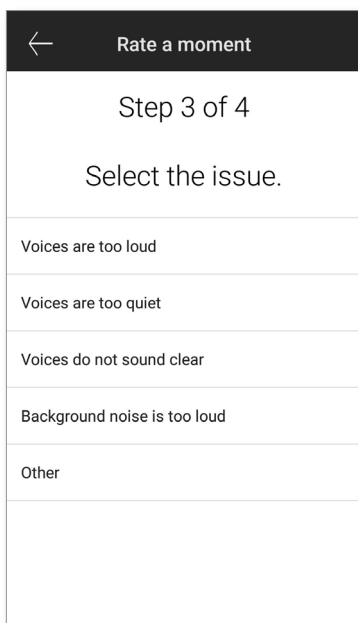 Rate a moment
Step 3 of 4
Select the issue.
Voices are too loud
Voices are too quiet
Voices do not sound clear
Background noise is too loud
Other